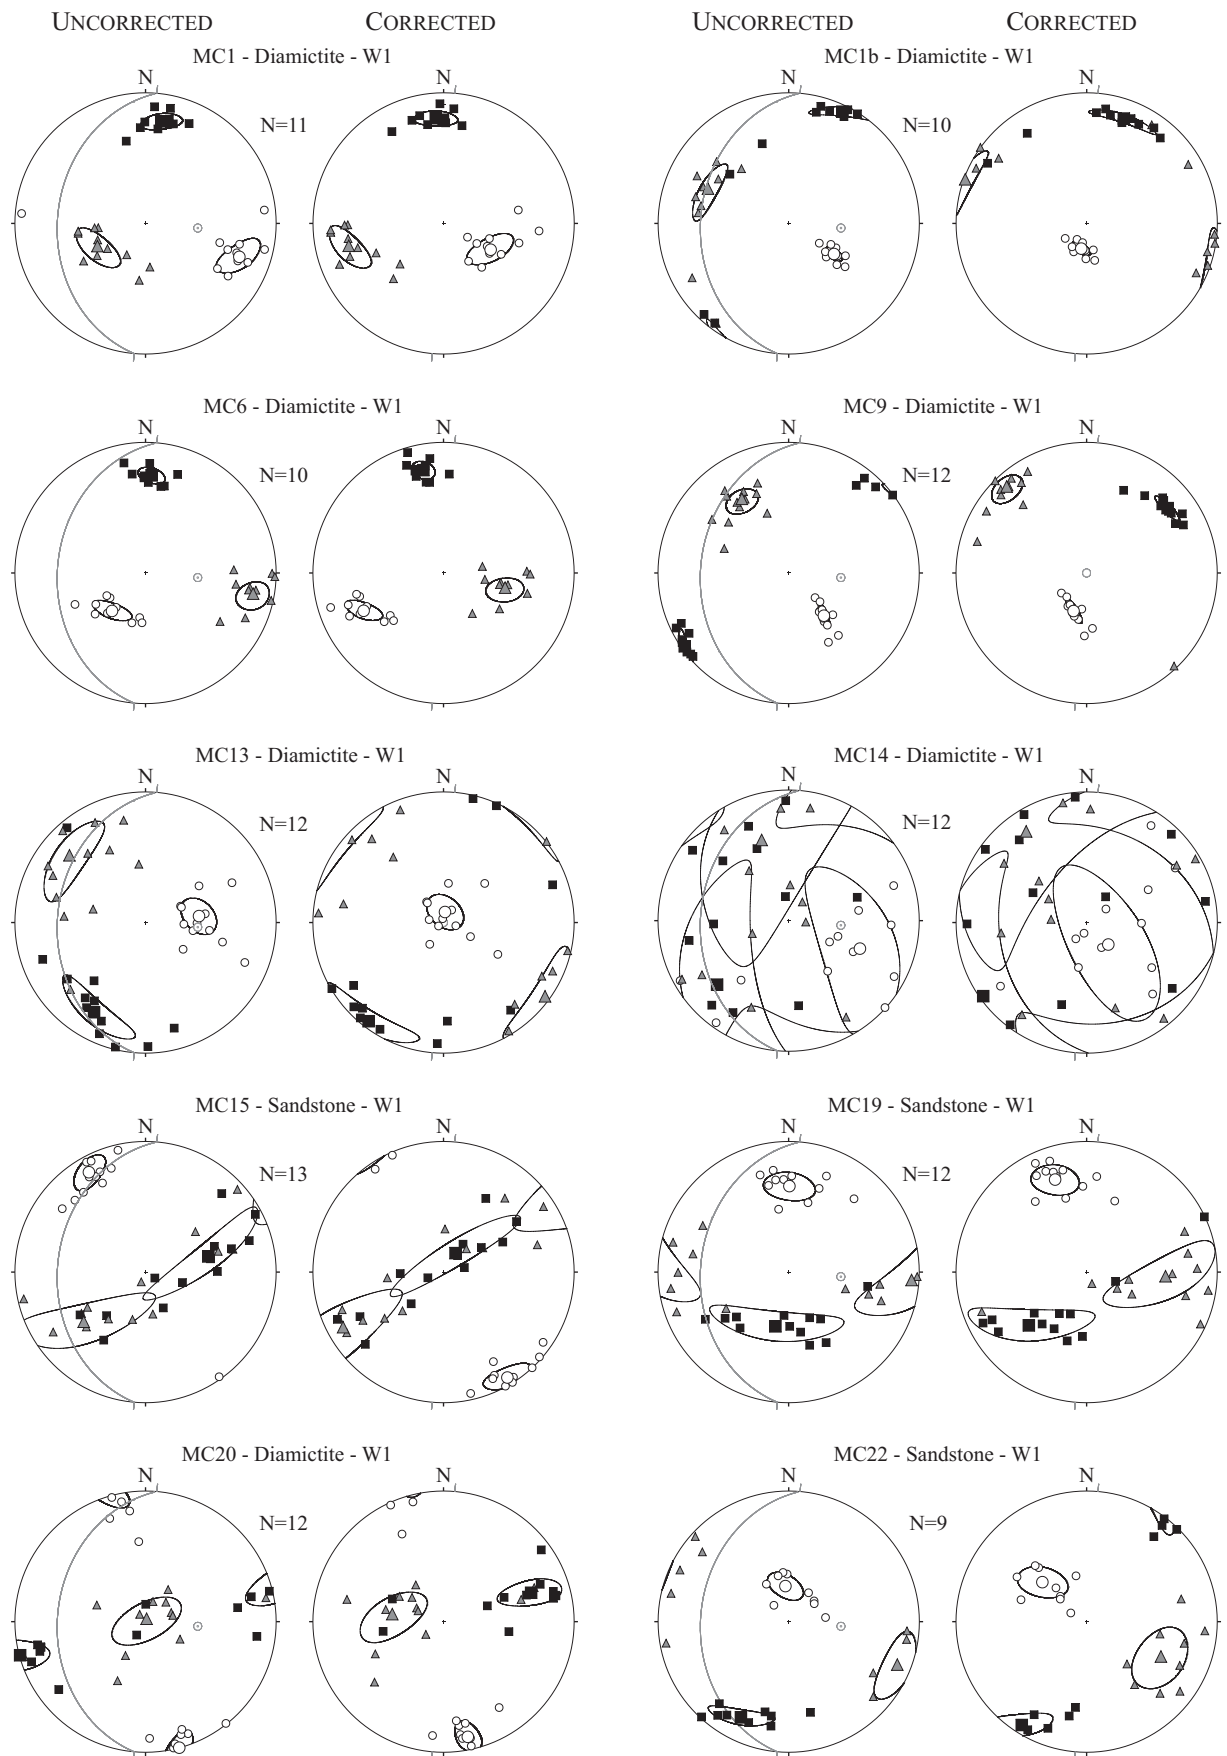 UNCORRECTED CORRECTED UNCORRECTED CORRECTED
MC1 - Diamictite - W1
N N=11 N
MC1b - Diamictite - W1
N N=10 N
MC6 - Diamictite - W1
N N=10 N
MC9 - Diamictite - W1
N N=12 N
MC13 - Diamictite - W1
N N=12 N
MC14 - Diamictite - W1
N N=12 N
MC15 - Sandstone - W1
N N=13 N
MC19 - Sandstone - W1
N N=12 N
MC20 - Diamictite - W1
N N=12 N
MC22 - Sandstone - W1
N N=9 N